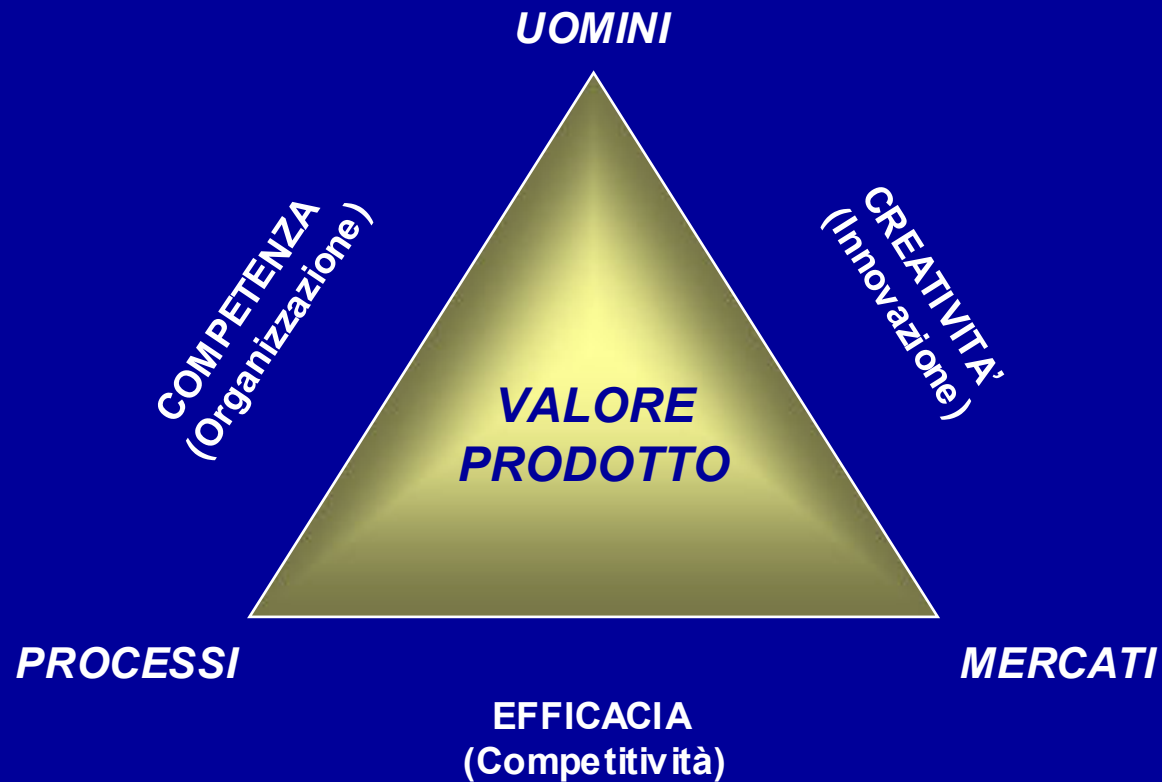 UOMINI
COMPETENZA
(Organizzazione)
CREATIVITA’
(Innovazione)
VALORE
PRODOTTO
PROCESSI
MERCATI
EFFICACIA
(Competitività)